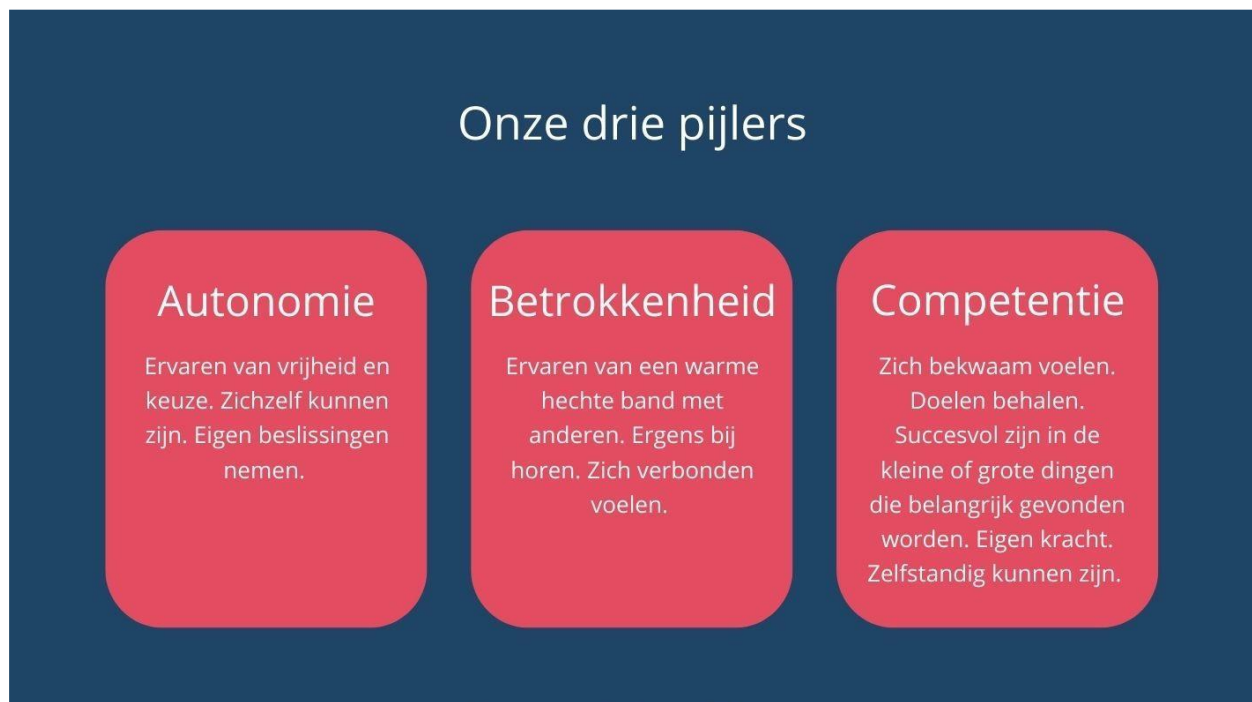 Onze drie pijlers
Autonomie
Ervaren van vrijheid en
keuze. Zichzelf kunnen
zijn. Eigen beslissingen
nemen.
Betrokkenheid
Ervaren van een warme
hechte band met
anderen. Ergens bij
horen. Zich verbonden
voelen.
Competentie
Zich bekwaam voelen.
Doelen behalen.
Succesvol zijn in de
kleine of grote dingen
die belangrijk gevonden
worden. Eigen kracht.
Zelfstandig kunnen zijn.